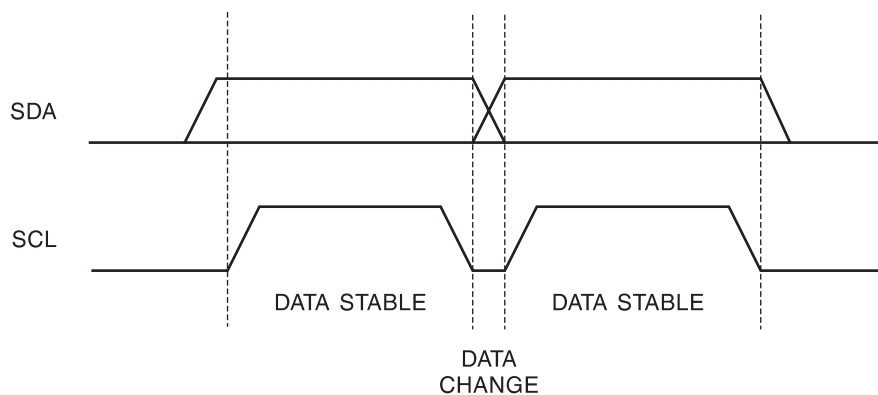 SDA
SCL
DATA STABLE
DATA STABLE
DATA
CHANGE